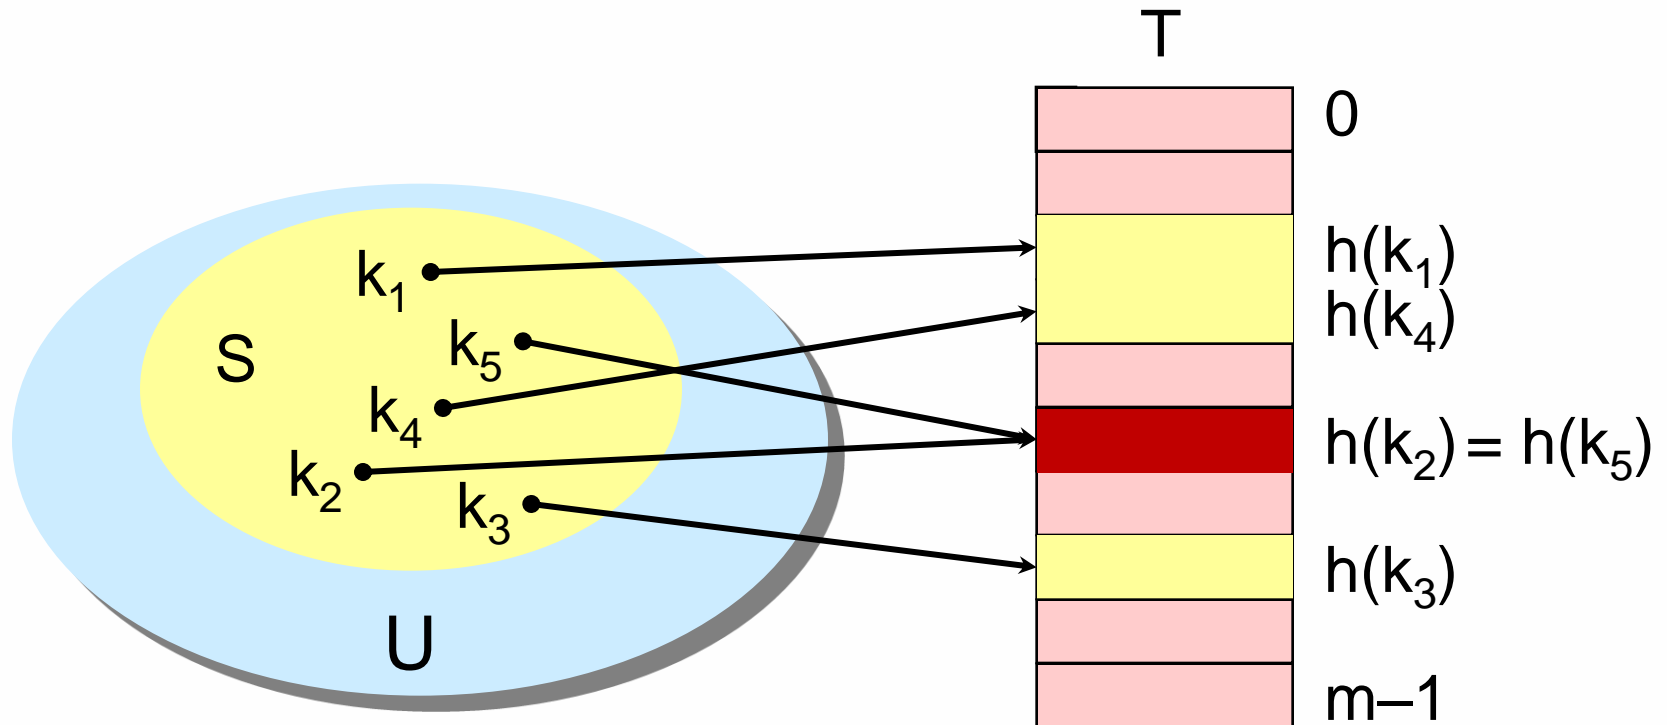 T
0
h(k₁)
h(k₄)
h(k₂) = h(k₅)
h(k₃)
m–1
k₁
k₅
S
k₄
k₂
k₃
U